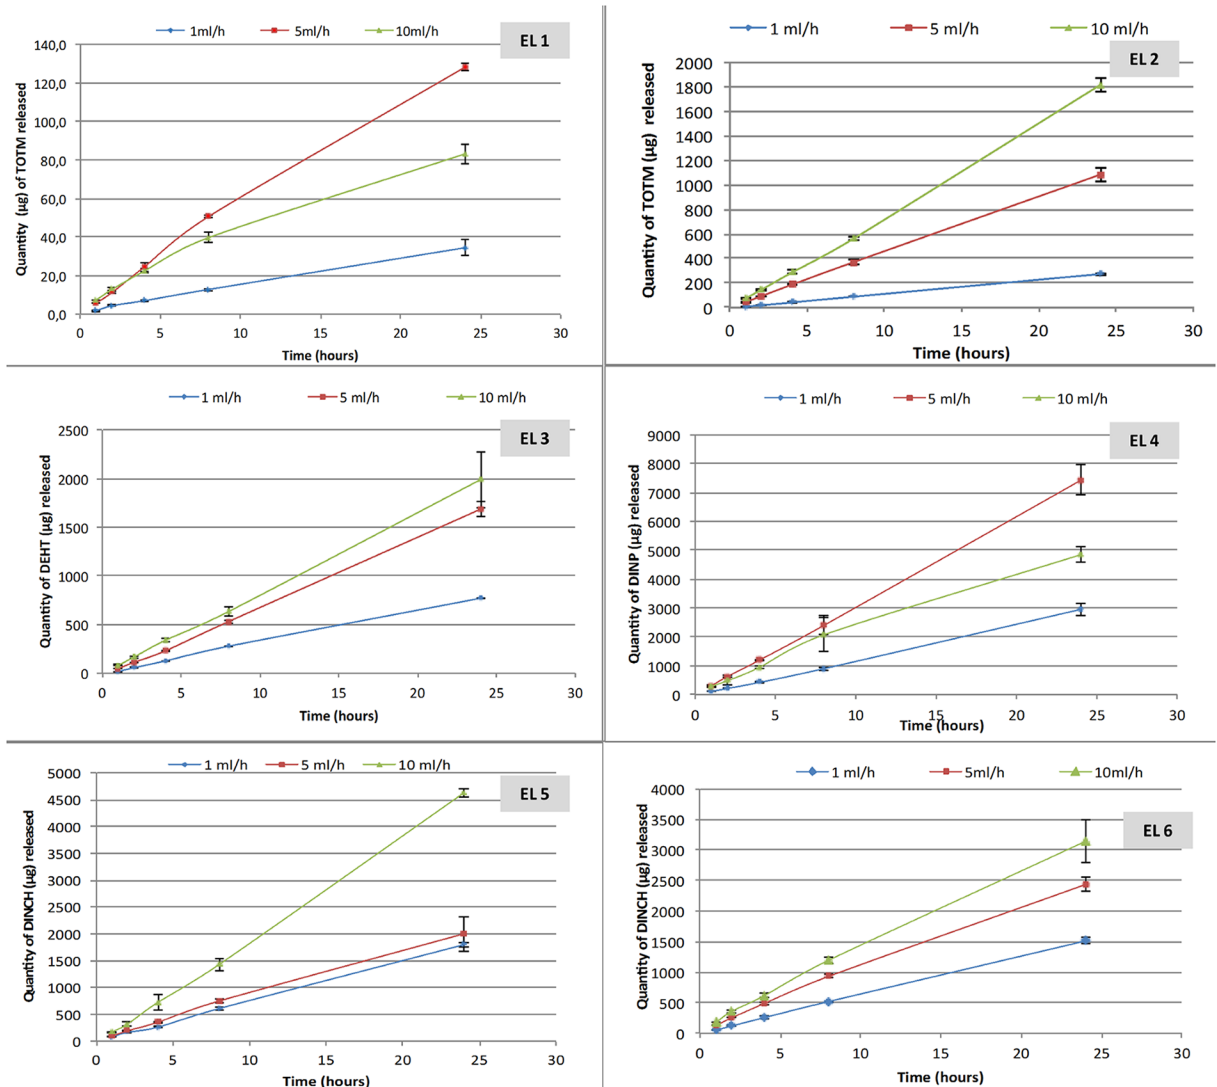 1ml/h 5ml/h 10ml/h
EL 1
Quantity (µg) of TOTM released
140,0
120,0
100,0
80,0
60,0
40,0
20,0
0,0
0 5 10 15 20 25 30
Time (hours)
1 ml/h 5 ml/h 10 ml/h
EL 2
Quantity of TOTM (µg) released
2000
1800
1600
1400
1200
1000
800
600
400
200
0
0 5 10 15 20 25 30
Time (hours)
1 ml/h 5 ml/h 10 ml/h
EL 3
Quantity of DEHT (µg) released
2500
2000
1500
1000
500
0
0 5 10 15 20 25 30
Time (hours)
1 ml/h 5 ml/h 10 ml/h
EL 4
Quantity of DINP (µg) released
9000
8000
7000
6000
5000
4000
3000
2000
1000
0
0 5 10 15 20 25 30
Time (hours)
1 ml/h 5 ml/h 10 ml/h
EL 5
Quantity of DINCH (µg) released
5000
4500
4000
3500
3000
2500
2000
1500
1000
500
0
0 5 10 15 20 25 30
Time (hours)
1 ml/h 5ml/h 10ml/h
EL 6
Quantity of DINCH (µg) released
4000
3500
3000
2500
2000
1500
1000
500
0
0 5 10 15 20 25 30
Time (hours)